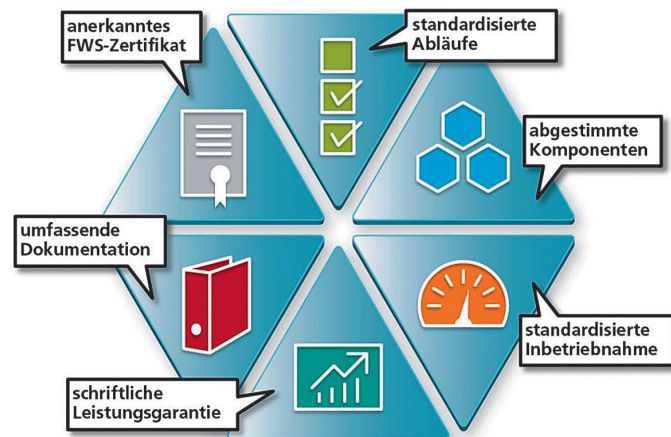 anerkanntes
FWS-Zertifikat
standardisierte
Abläufe
abgestimmte
Komponenten
umfassende
Dokumentation
standardisierte
Inbetriebnahme
schriftliche
Leistungsgarantie